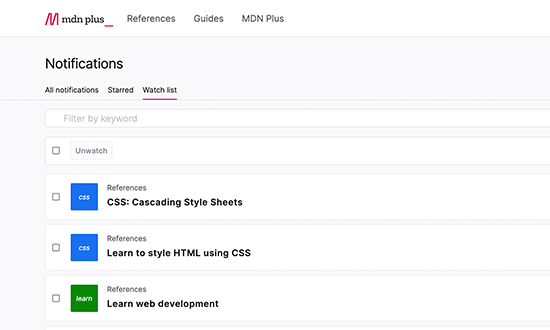 mdn plus_ References Guides MDN Plus
Notifications
All notifications Starred Watch list
Filter by keyword
Unwatch
css
References
CSS: Cascading Style Sheets
css
References
Learn to style HTML using CSS
learn
References
Learn web development